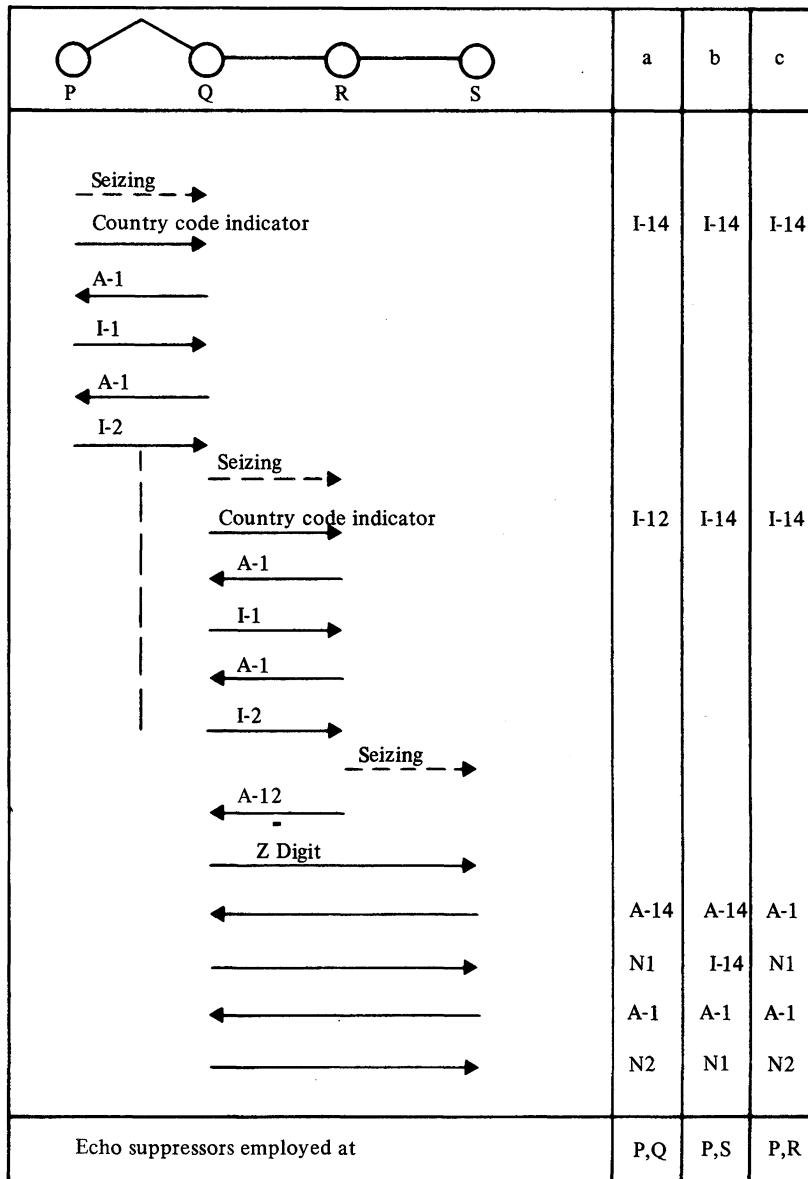 a b c
P Q R S
Seizing
Country code indicator I-14 I-14 I-14
A-1
I-1
A-1
I-2
Seizing
Country code indicator I-12 I-14 I-14
A-1
I-1
A-1
I-2
Seizing
A-12
Z Digit
A-14 A-14 A-1
N1 I-14 N1
A-1 A-1 A-1
N2 N1 N2
Echo suppressors employed at P,Q P,S P,R